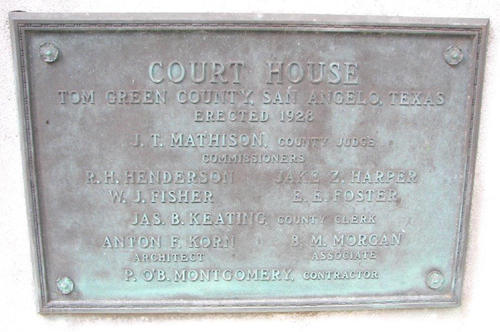 COURT HOUSE
TOM GREEN COUNTY, SAN ANGELO, TEXAS
ERECTED 1928
J. T. MATHISON, COUNTY JUDGE
COMMISSIONERS
R. H. HENDERSON JAKE Z. HARPER
W. J. FISHER E. E. FOSTER
JAS. B. KEATING, COUNTY CLERK
ANTON F. KORN B. M. MORGAN
ARCHITECT ASSOCIATE
P. O'B. MONTGOMERY, CONTRACTOR